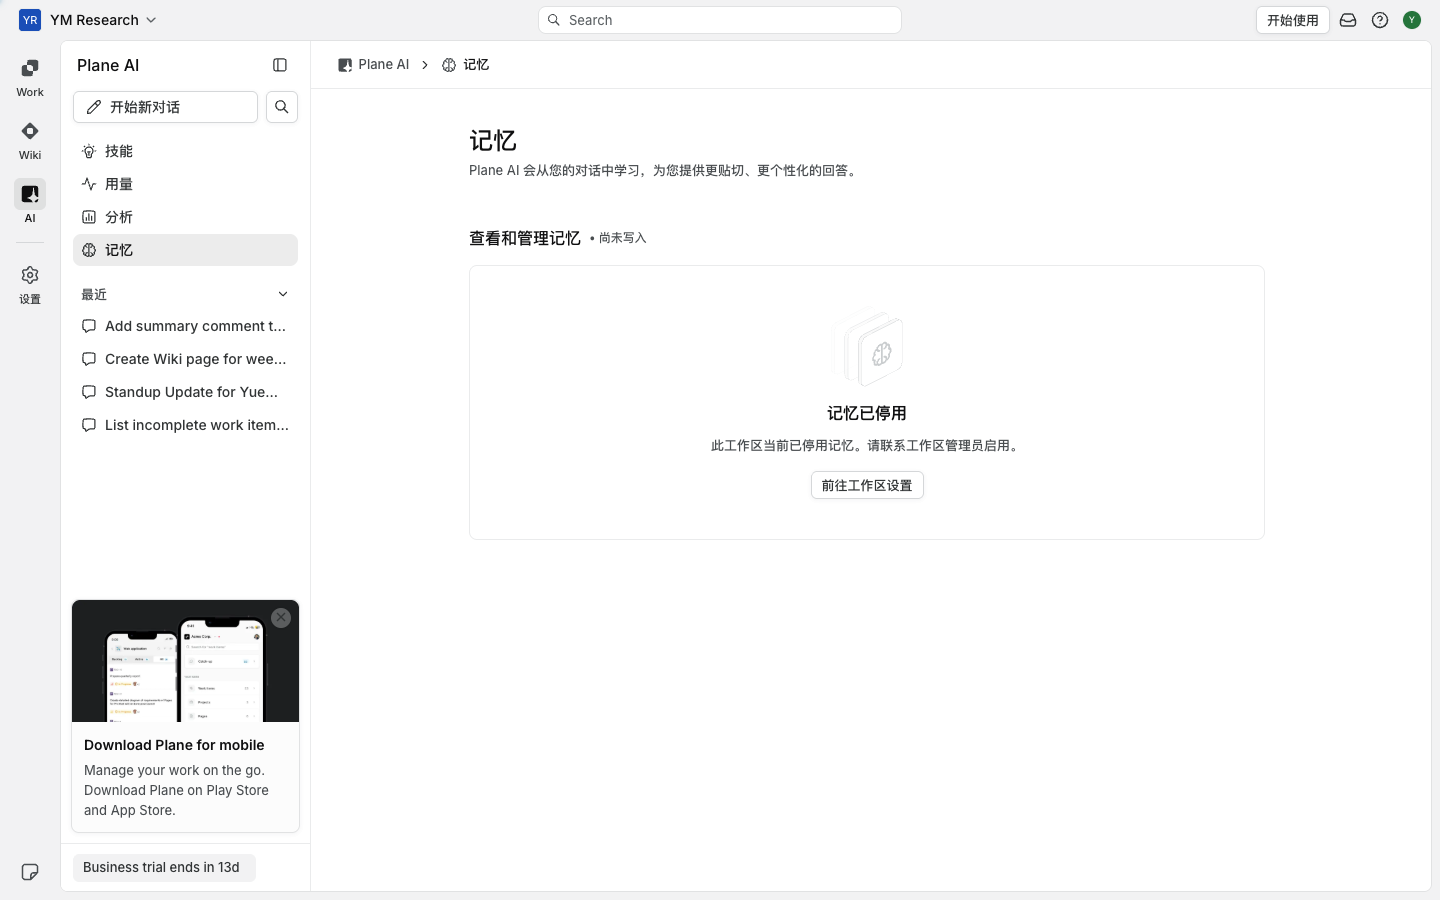 YR YM Research
Search
开始使用
Y
Work
Wiki
AI
设置
Plane AI
开始新对话
技能
用量
分析
记忆
最近
Add summary comment t...
Create Wiki page for wee...
Standup Update for Yue...
List incomplete work item...
Download Plane for mobile
Manage your work on the go.
Download Plane on Play Store
and App Store.
Business trial ends in 13d
Plane AI
记忆
记忆
Plane AI 会从您的对话中学习，为您提供更贴切、更个性化的回答。
查看和管理记忆 • 尚未写入
记忆已停用
此工作区当前已停用记忆。请联系工作区管理员启用。
前往工作区设置